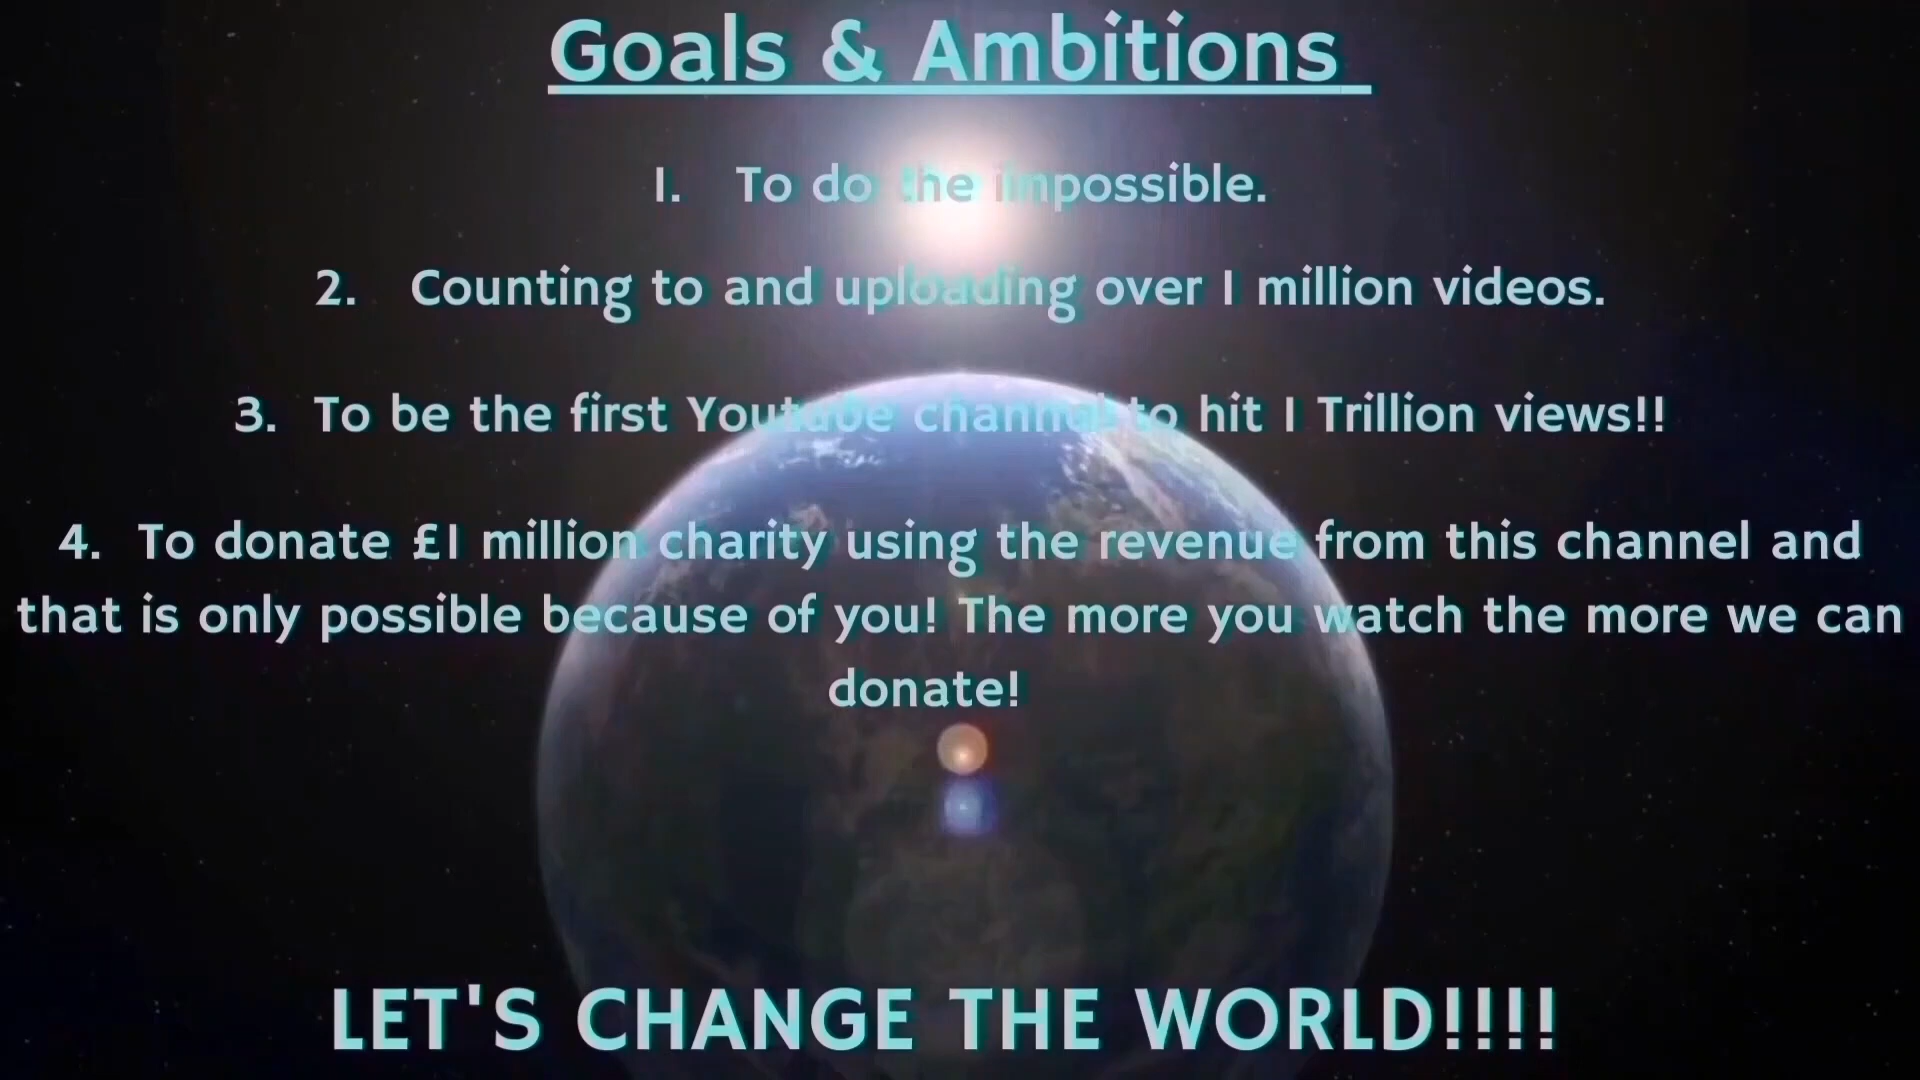 Goals & Ambitions
1. To do the impossible.
2. Counting to and uploading over 1 million videos.
3. To be the first Youtube channel to hit 1 Trillion views!!
4. To donate £1 million charity using the revenue from this channel and
that is only possible because of you! The more you watch the more we can
donate!
LET'S CHANGE THE WORLD!!!!